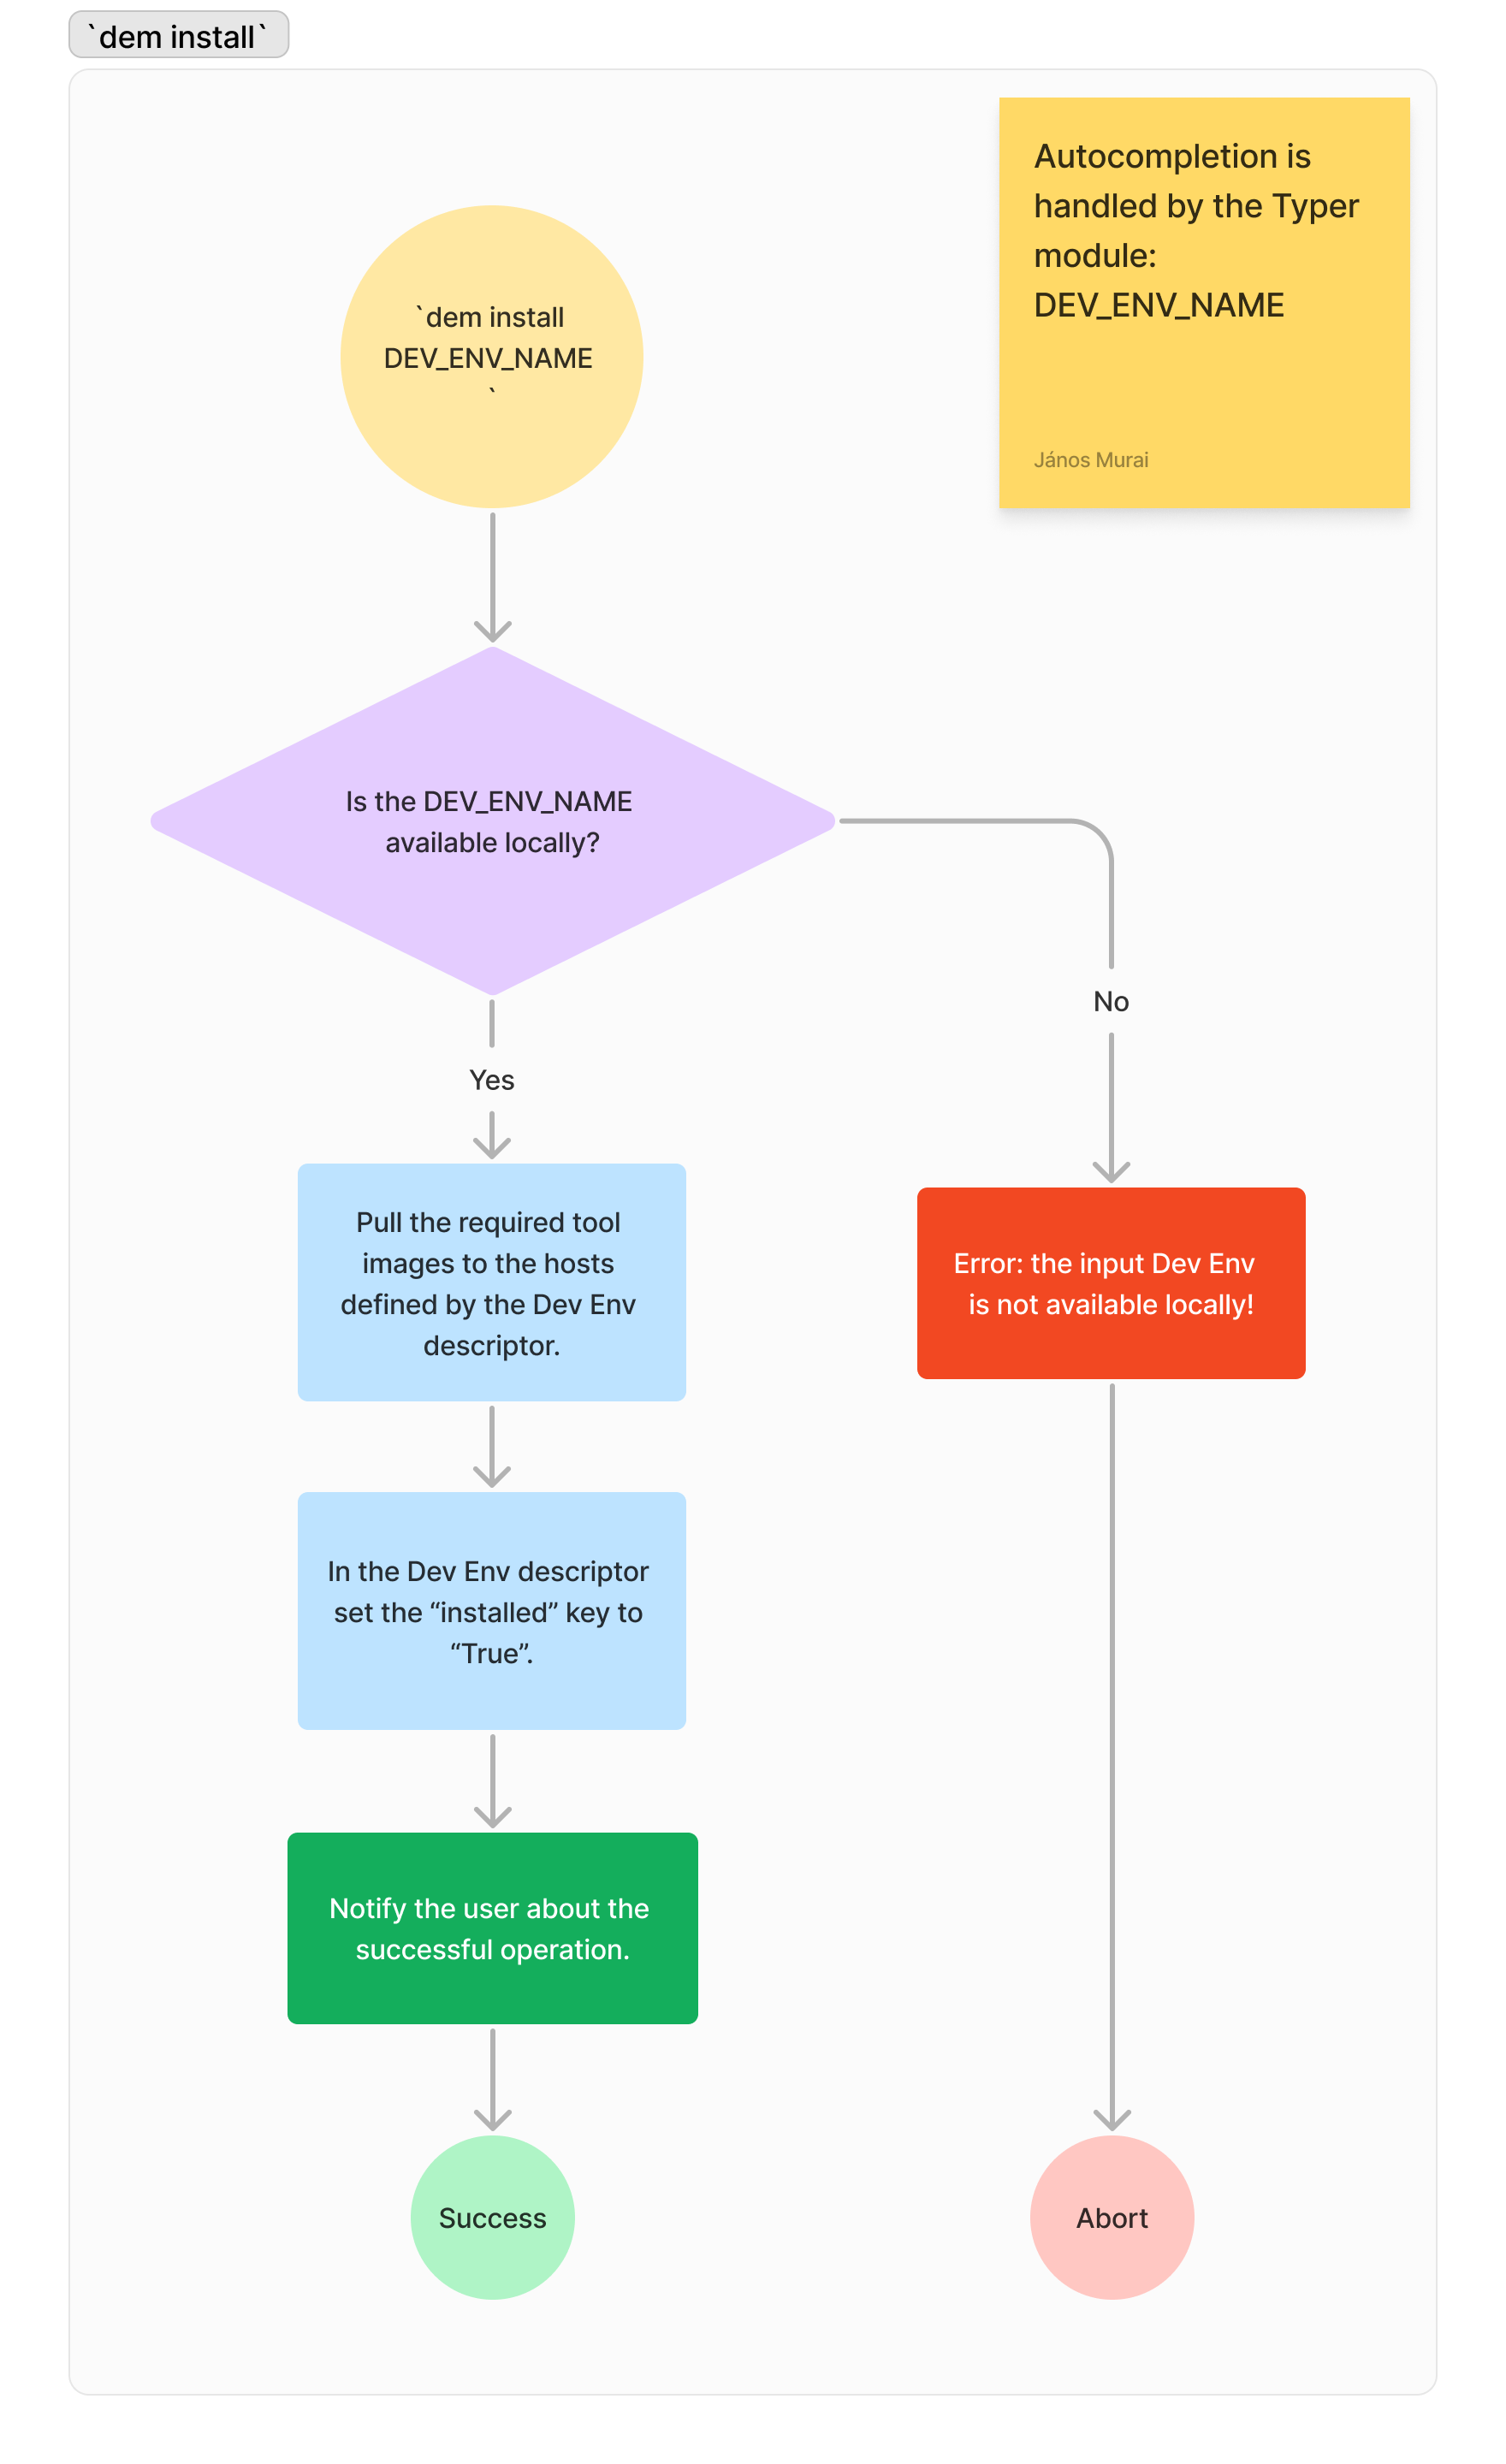 `dem install`
Autocompletion is
handled by the Typer
module:
DEV_ENV_NAME
János Murai
`dem install
DEV_ENV_NAME
`
Is the DEV_ENV_NAME
available locally?
No
Yes
Pull the required tool
images to the hosts
defined by the Dev Env
descriptor.
Error: the input Dev Env
is not available locally!
In the Dev Env descriptor
set the “installed” key to
“True”.
Notify the user about the
successful operation.
Success
Abort